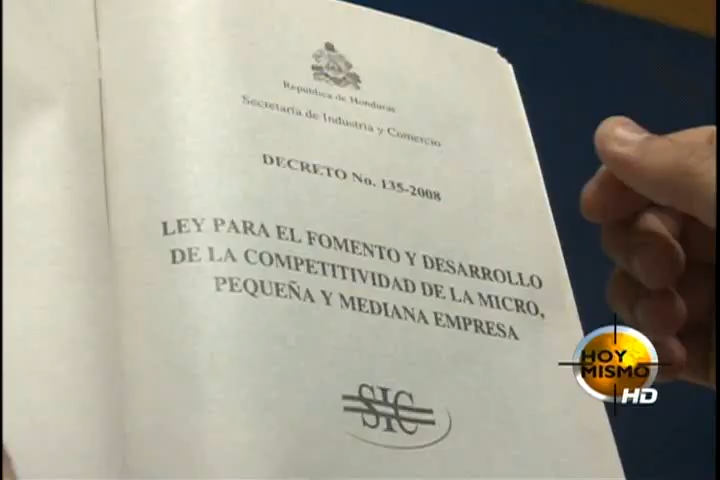 República de Honduras
Secretaría de Industria y Comercio
DECRETO No. 135-2008
LEY PARA EL FOMENTO Y DESARROLLO
DE LA COMPETITIVIDAD DE LA MICRO,
PEQUEÑA Y MEDIANA EMPRESA
SIC
HOY
MISMO
HD